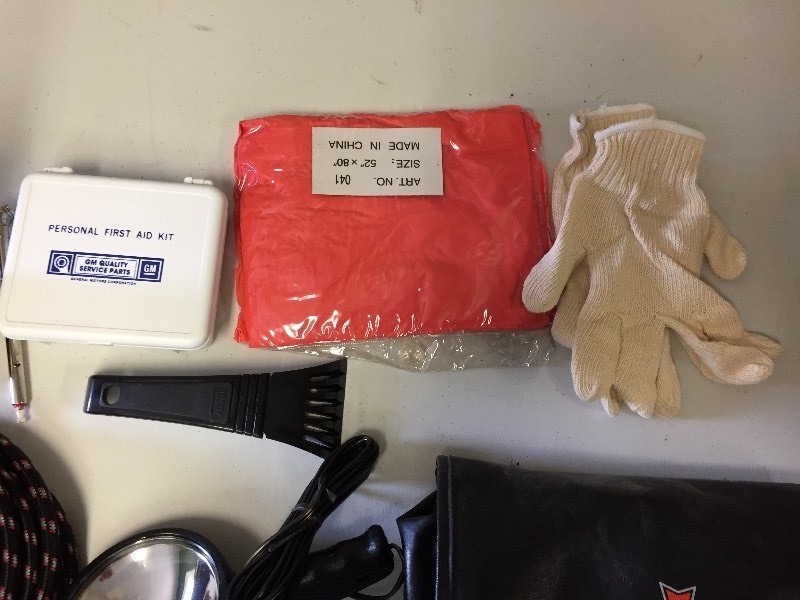 PERSONAL FIRST AID KIT
GM QUALITY
SERVICE PARTS
GM
GENERAL MOTORS CORPORATION
ART. NO. 041
SIZE: 52" x 80"
MADE IN CHINA